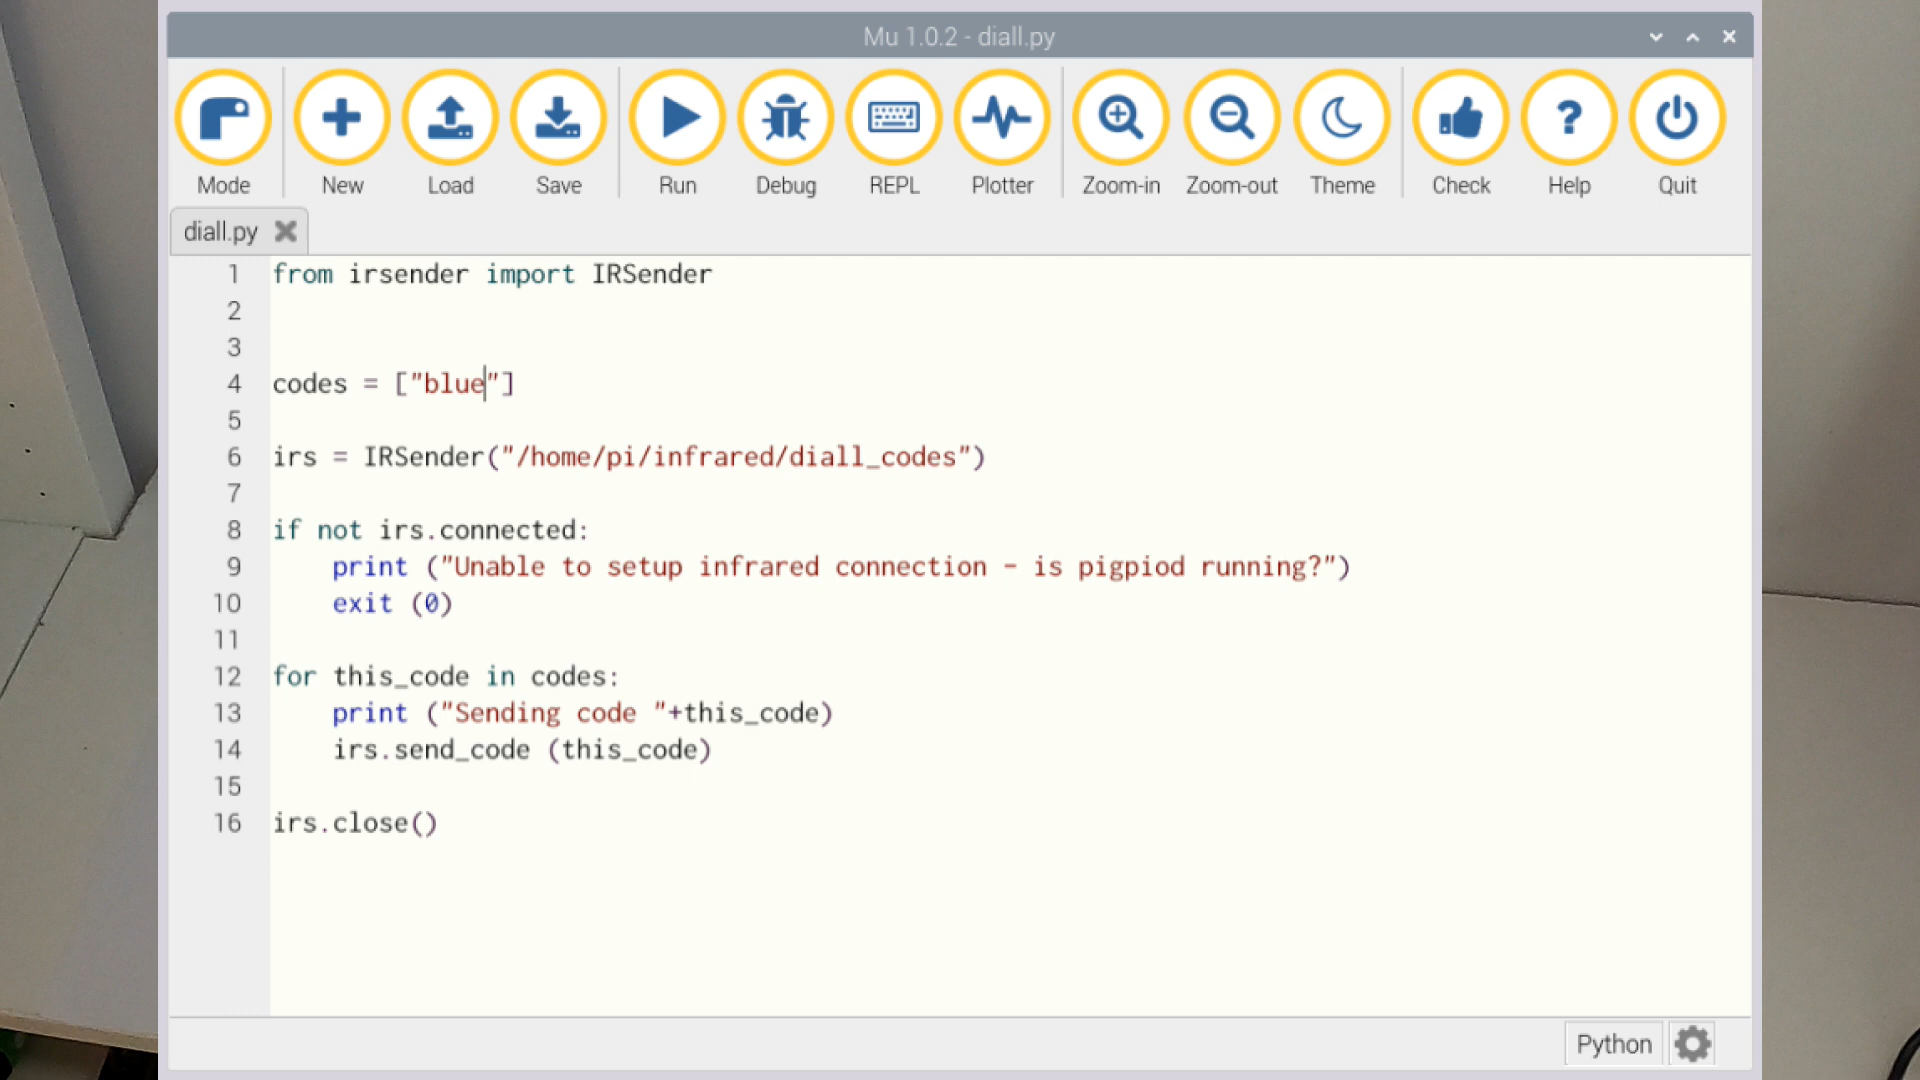 Mu 1.0.2 - diall.py
Mode New Load Save Run Debug REPL Plotter Zoom-in Zoom-out Theme Check Help Quit
diall.py
1 from irsender import IRSender
2
3
4 codes = ["blue"]
5
6 irs = IRSender("/home/pi/infrared/diall_codes")
7
8 if not irs.connected:
9     print ("Unable to setup infrared connection - is pigpiod running?")
10     exit (0)
11
12 for this_code in codes:
13     print ("Sending code "+this_code)
14     irs.send_code (this_code)
15
16 irs.close()
Python